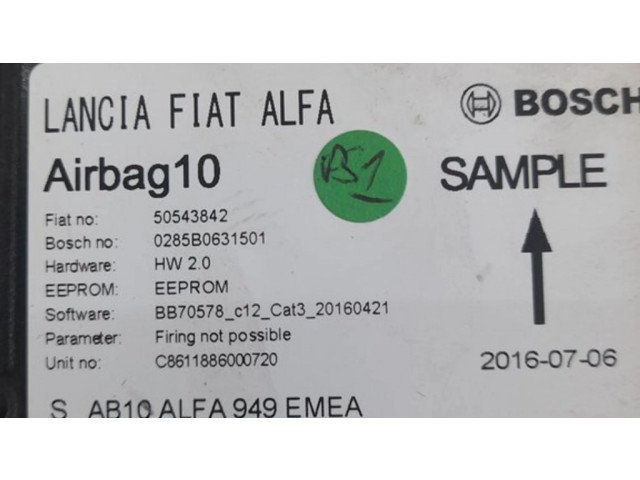 LANCIA FIAT ALFA
BOSCH
Airbag10
SAMPLE
Fiat no: 50543842
Bosch no: 0285B0631501
Hardware: HW 2.0
EEPROM: EEPROM
Software: BB70578_c12_Cat3_20160421
Parameter: Firing not possible
Unit no: C8611886000720
2016-07-06
S AB10 ALFA 949 EMEA